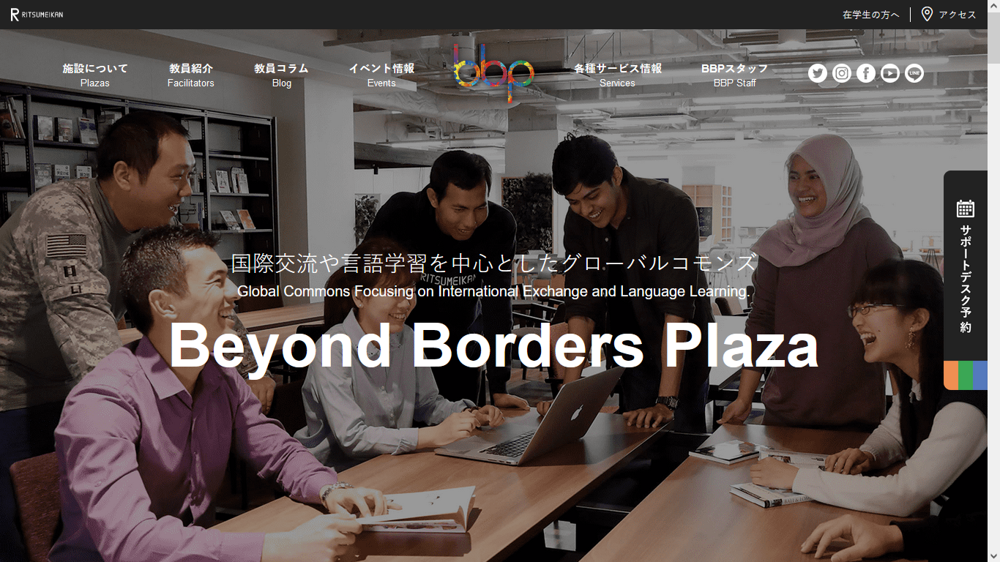 RITSUMEIKAN
在学生の方へ
アクセス
施設について
Plazas
教員紹介
Facilitators
教員コラム
Blog
イベント情報
Events
bbp
各種サービス情報
Services
BBPスタッフ
BBP Staff
LINE
サポートデスク予約
国際交流や言語学習を中心としたグローバルコモンズ
RITSUMEIKAN
Global Commons Focusing on International Exchange and Language Learning.
Beyond Borders Plaza